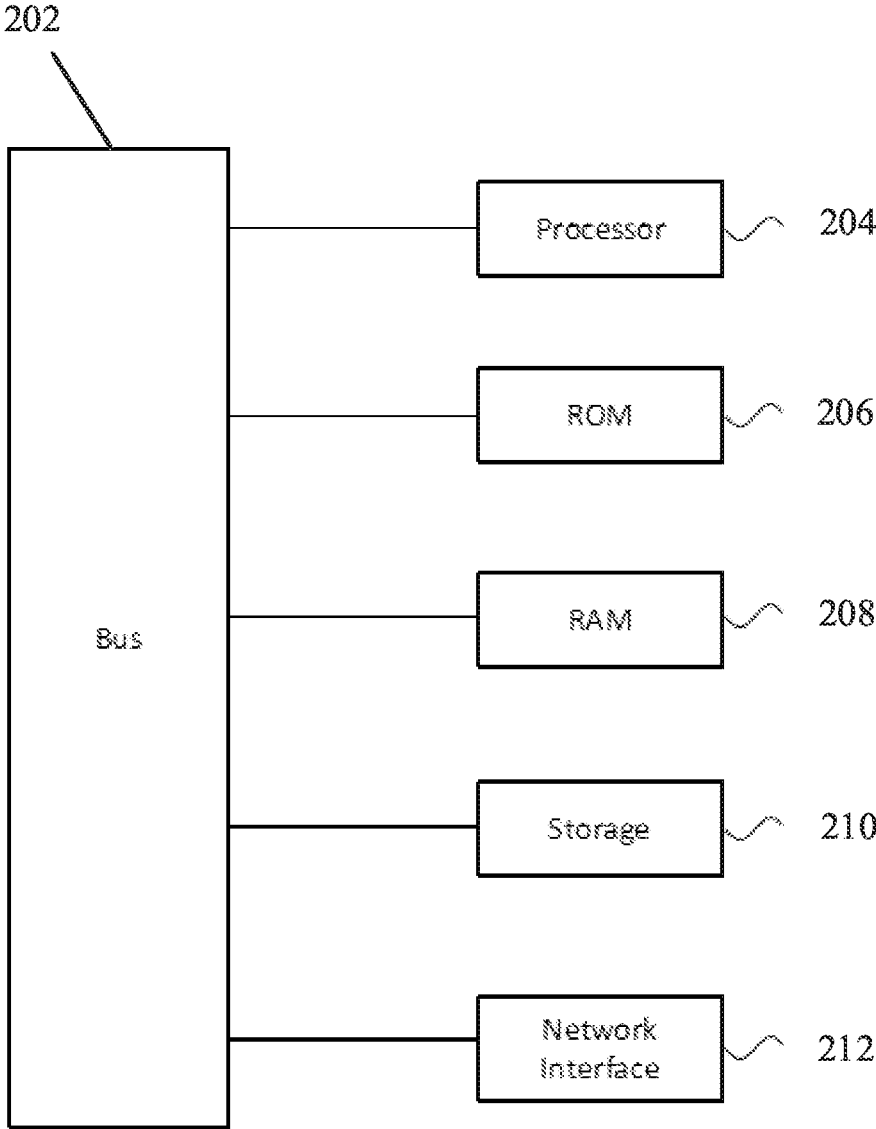 202
Processor
204
ROM
206
RAM
208
Bus
Storage
210
Network
Interface
212